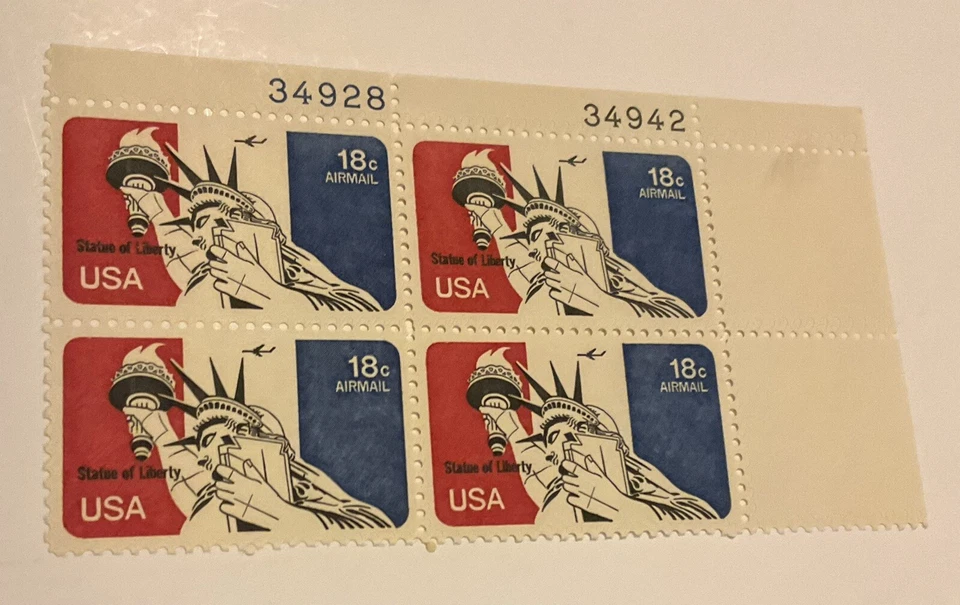 34928 34942
18c
AIRMAIL
Statue of Liberty
USA
18c
AIRMAIL
Statue of Liberty
USA
18c
AIRMAIL
Statue of Liberty
USA
18c
AIRMAIL
Statue of Liberty
USA